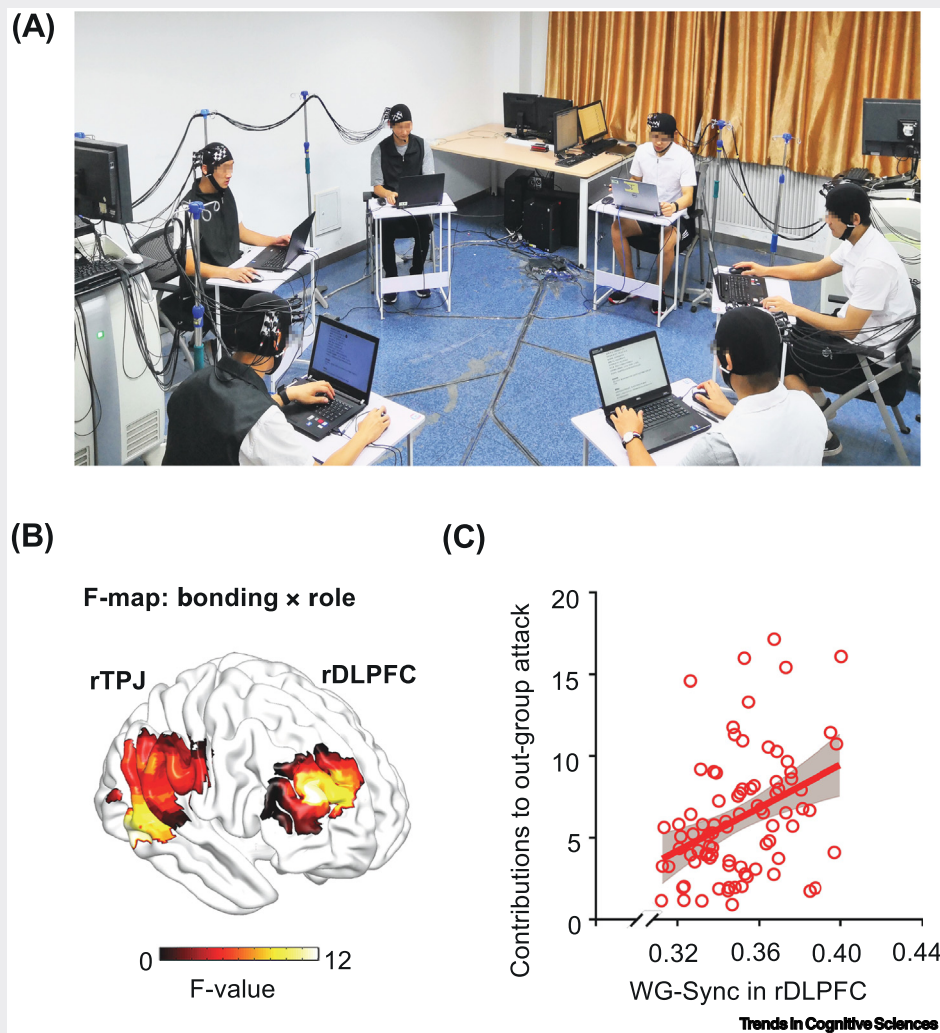 (A)
(B)
F-map: bonding × role
rTPJ
rDLPFC
0
12
F-value
(C)
Contributions to out-group attack
20
15
10
5
0
0.32
0.36
0.40
0.44
WG-Sync in rDLPFC
Trends in Cognitive Sciences